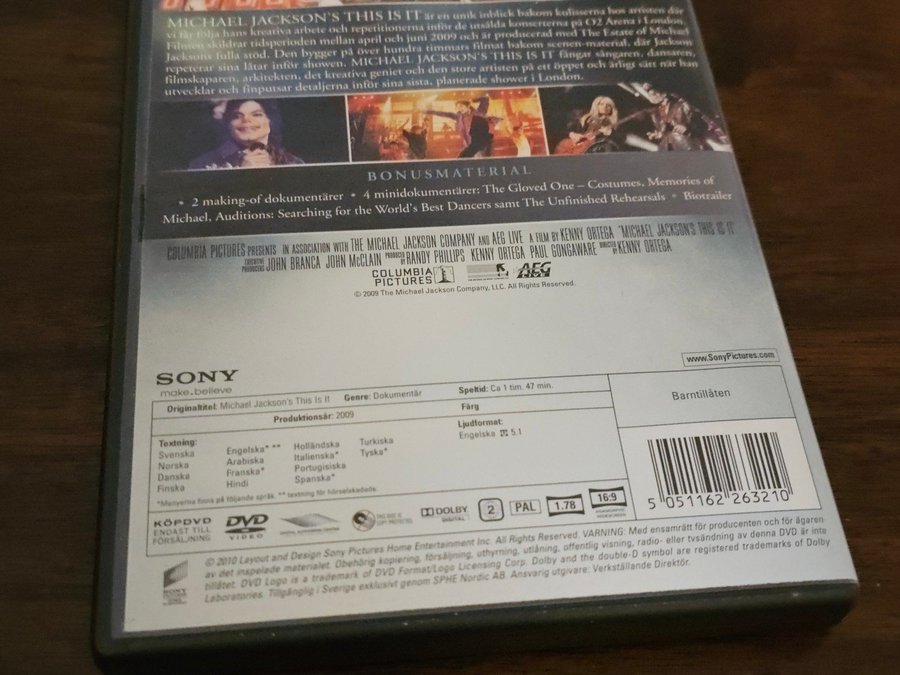 MICHAEL JACKSON'S THIS IS IT är en unik inblick bakom kulisserna hos artisten där
vi får följa hans kreativa arbete och repetitionerna inför de utsålda konserterna på O2 Arena i London.
Filmen skildrar tidsperioden mellan april och juni 2009 och är producerad med The Estate of Michael
Jacksons fulla stöd. Den bygger på över hundra timmars filmat bakom scenen-material, där Jackson
repeterar sina låtar inför showen. MICHAEL JACKSON'S THIS IS IT fångar sångaren, dansaren,
filmskaparen, arkitekten, det kreativa geniet och den store artisten på ett öppet och ärligt sätt när han
utvecklar och finputsar detaljerna inför sina sista, planerade shower i London.
BONUSMATERIAL
• 2 making-of dokumentärer • 4 minidokumentärer: The Gloved One – Costumes, Memories of
Michael, Auditions: Searching for the World's Best Dancers samt The Unfinished Rehearsals • Biotrailer
COLUMBIA PICTURES PRESENTS IN ASSOCIATION WITH THE MICHAEL JACKSON COMPANY AND AEG LIVE A FILM BY KENNY ORTEGA "MICHAEL JACKSON'S THIS IS IT"
EXECUTIVE PRODUCERS JOHN BRANCA JOHN McCLAIN PRODUCED BY RANDY PHILLIPS KENNY ORTEGA PAUL GONGAWARE DIRECTED BY KENNY ORTEGA
COLUMBIA PICTURES AEG LIVE
© 2009 The Michael Jackson Company, LLC. All Rights Reserved.
www.SonyPictures.com
SONY
make.believe
Originaltitel: Michael Jackson's This Is It Genre: Dokumentär Speltid: Ca 1 tim. 47 min.
Produktionsår: 2009 Färg
Barntillåten
Textning:
Svenska Engelska* ** Holländska Turkiska
Norska Arabiska Italienska* Tyska*
Danska Franska* Portugisiska
Finska Hindi Spanska*
Ljudformat:
Engelska 5.1
*Menyerna finns på följande språk. ** textning för hörselskadade.
5 051162 263210
KÖPDVD
ENDAST TILL
FÖRSÄLJNING
DVD
VIDEO
THIS DISC IS
COPY PROTECTED
DOLBY
DIGITAL
2
PAL
1.78
16:9
© 2010 Layout and Design Sony Pictures Home Entertainment Inc. All Rights Reserved. VARNING: Med ensamrätt för producenten och för ägaren
av det inspelade materialet. Obehörig kopiering, försäljning, uthyrning, utlåning, offentlig visning, radio- eller tvsändning av denna DVD är inte
tillåtet. DVD Logo is a trademark of DVD Format/Logo Licensing Corp. Dolby and the double-D symbol are registered trademarks of Dolby
Laboratories. Tillgänglig i Sverige exklusivt genom SPHE Nordic AB. Ansvarig utgivare: Verkställande Direktör.
SONY
PICTURES